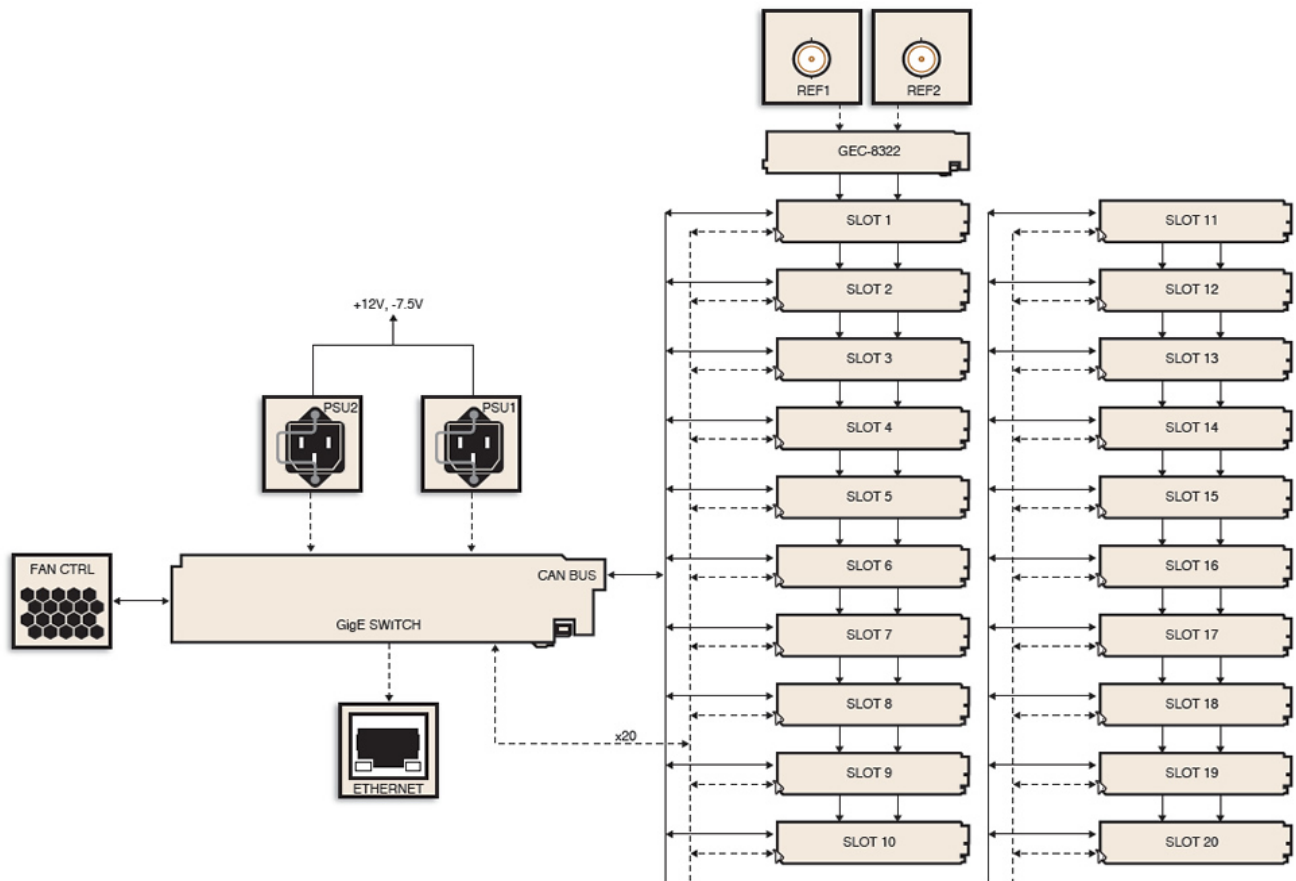 REF1
REF2
GEC-8322
SLOT 1
SLOT 2
SLOT 3
SLOT 4
SLOT 5
SLOT 6
SLOT 7
SLOT 8
SLOT 9
SLOT 10
SLOT 11
SLOT 12
SLOT 13
SLOT 14
SLOT 15
SLOT 16
SLOT 17
SLOT 18
SLOT 19
SLOT 20
+12V, -7.5V
PSU2
PSU1
FAN CTRL
CAN BUS
GigE SWITCH
x20
ETHERNET